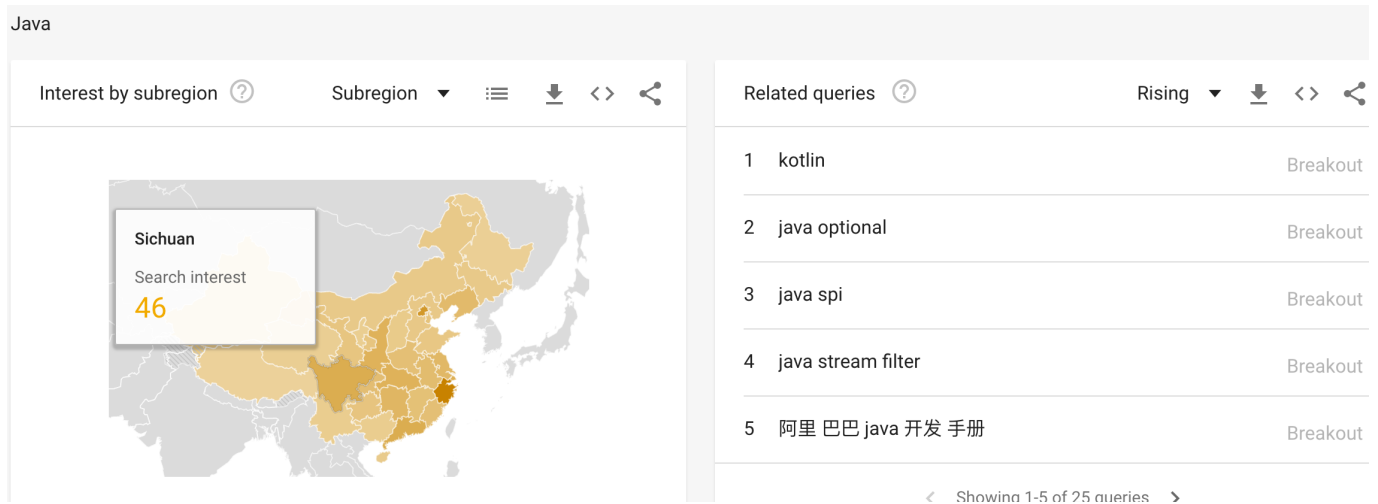 Java
Interest by subregion
Subregion
Sichuan
Search interest
46
Related queries
Rising
1 kotlin Breakout
2 java optional Breakout
3 java spi Breakout
4 java stream filter Breakout
5 阿里 巴巴 java 开发 手册 Breakout
Showing 1-5 of 25 queries